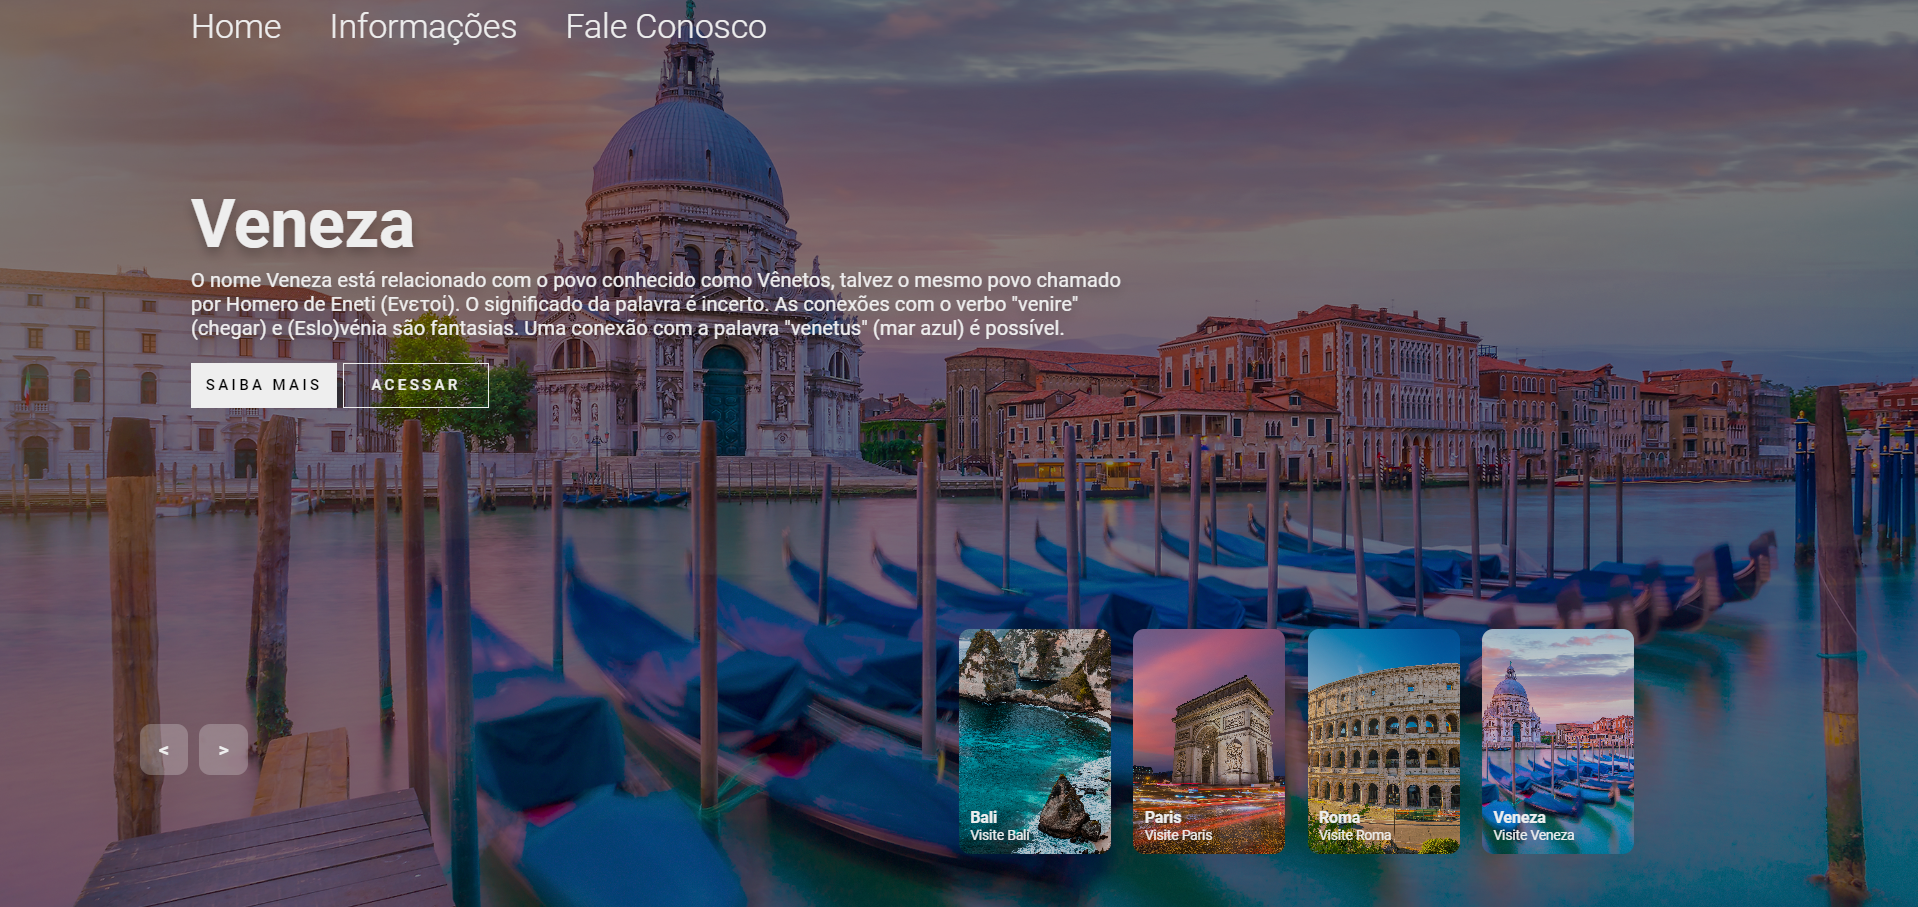 Home Informações Fale Conosco
Veneza
O nome Veneza está relacionado com o povo conhecido como Vênetos, talvez o mesmo povo chamado
por Homero de Eneti (Ενετοί). O significado da palavra é incerto. As conexões com o verbo "venire"
(chegar) e (Eslo)vénia são fantasias. Uma conexão com a palavra "venetus" (mar azul) é possível.
SAIBA MAIS ACESSAR
< >
Bali
Visite Bali
Paris
Visite Paris
Roma
Visite Roma
Veneza
Visite Veneza